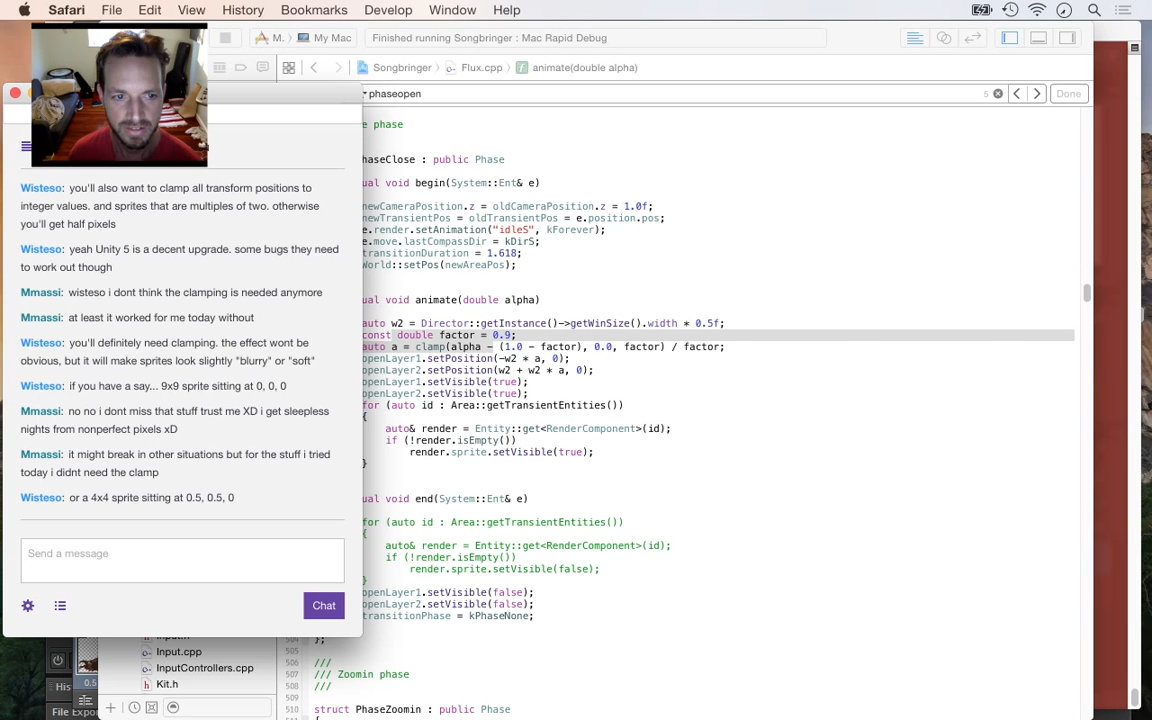 Safari File Edit View History Bookmarks Develop Window Help
M. My Mac Finished running Songbringer : Mac Rapid Debug
Songbringer Flux.cpp animate(double alpha)
phaseopen 5 Done
e phase
haseClose : public Phase
ual void begin(System::Ent& e)
newCameraPosition.z = oldCameraPosition.z = 1.0f;
newTransientPos = oldTransientPos = e.position.pos;
e.render.setAnimation("idleS", kForever);
e.move.lastCompassDir = kDirS;
transitionDuration = 1.618;
World::setPos(newAreaPos);
ual void animate(double alpha)
auto w2 = Director::getInstance()->getWinSize().width * 0.5f;
const double factor = 0.9;
auto a = clamp(alpha - (1.0 - factor), 0.0, factor) / factor;
openLayer1.setPosition(-w2 * a, 0);
openLayer2.setPosition(w2 + w2 * a, 0);
openLayer1.setVisible(true);
openLayer2.setVisible(true);
for (auto id : Area::getTransientEntities())
{
auto& render = Entity::get<RenderComponent>(id);
if (!render.isEmpty())
render.sprite.setVisible(true);
}
ual void end(System::Ent& e)
for (auto id : Area::getTransientEntities())
{
auto& render = Entity::get<RenderComponent>(id);
if (!render.isEmpty())
render.sprite.setVisible(false);
}
openLayer1.setVisible(false);
openLayer2.setVisible(false);
transitionPhase = kPhaseNone;
};
506 ///
507 /// Zoomin phase
508 ///
509
510 struct PhaseZoomin : public Phase
{
Wisteso: you'll also want to clamp all transform positions to
integer values. and sprites that are multiples of two. otherwise
you'll get half pixels
Wisteso: yeah Unity 5 is a decent upgrade. some bugs they need
to work out though
Mmassi: wisteso i dont think the clamping is needed anymore
Mmassi: at least it worked for me today without
Wisteso: you'll definitely need clamping. the effect wont be
obvious, but it will make sprites look slightly "blurry" or "soft"
Wisteso: if you have a say... 9x9 sprite sitting at 0, 0, 0
Mmassi: no no i dont miss that stuff trust me XD i get sleepless
nights from nonperfect pixels xD
Mmassi: it might break in other situations but for the stuff i tried
today i didnt need the clamp
Wisteso: or a 4x4 sprite sitting at 0.5, 0.5, 0
Send a message
Chat
Input.cpp
InputControllers.cpp
Kit.h
0.5
His
File Expor